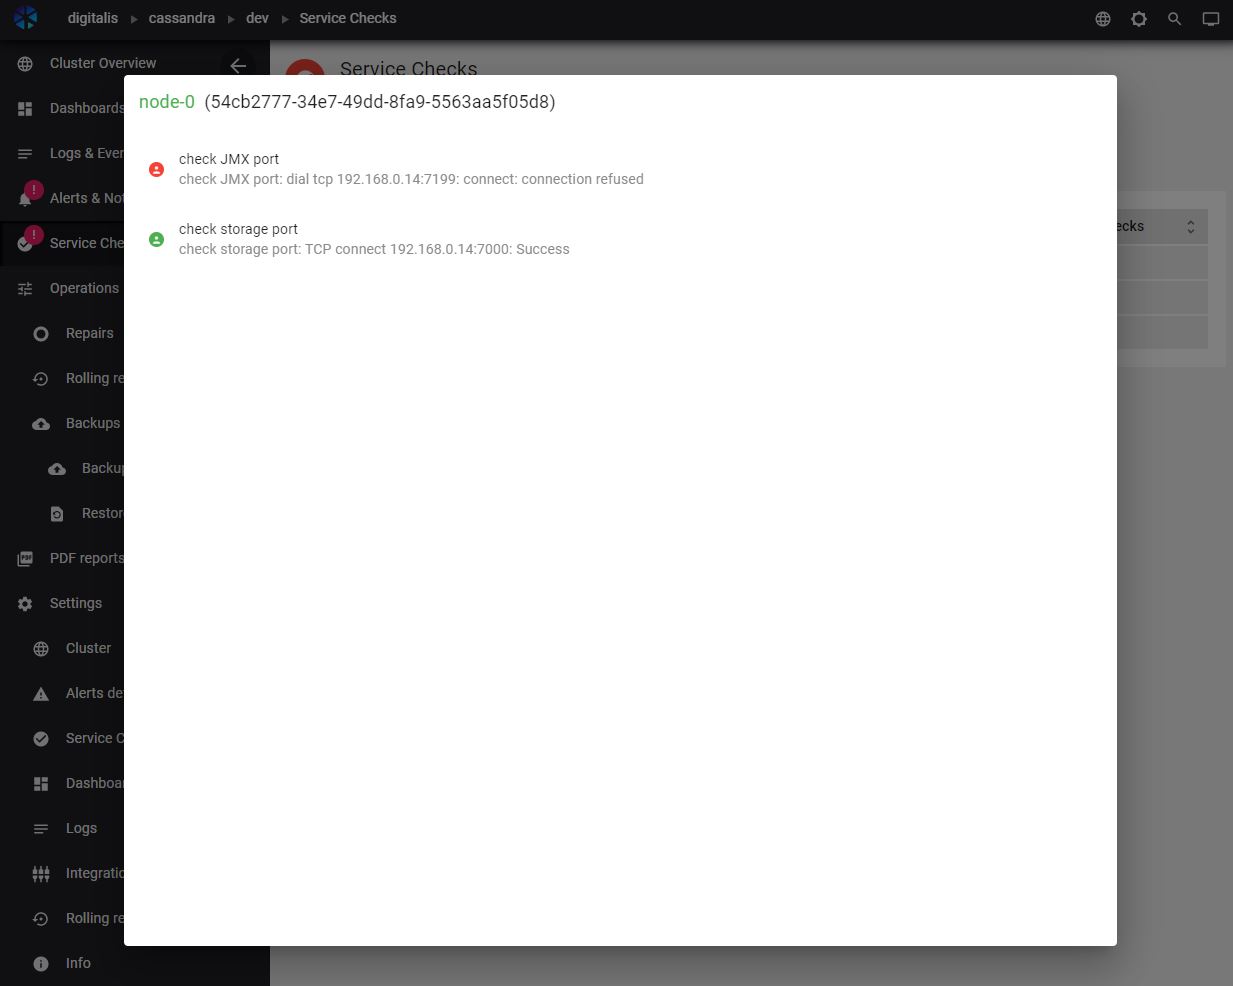 digitalis cassandra dev Service Checks
Cluster Overview
Service Checks
Dashboards
Logs & Ever
Alerts & Not
Service Che
Operations
Repairs
Rolling re
Backups
Backup
Restor
PDF reports
Settings
Cluster
Alerts de
Service C
Dashboar
Logs
Integratio
Rolling re
Info
node-0 (54cb2777-34e7-49dd-8fa9-5563aa5f05d8)
check JMX port
check JMX port: dial tcp 192.168.0.14:7199: connect: connection refused
check storage port
check storage port: TCP connect 192.168.0.14:7000: Success
ecks